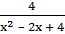 4
x² − 2x + 4